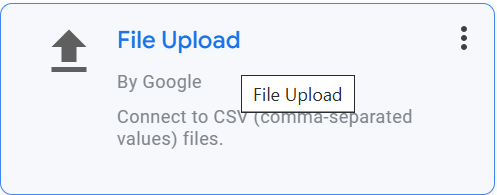 File Upload
By Google
File Upload
Connect to CSV (comma-separated
values) files.